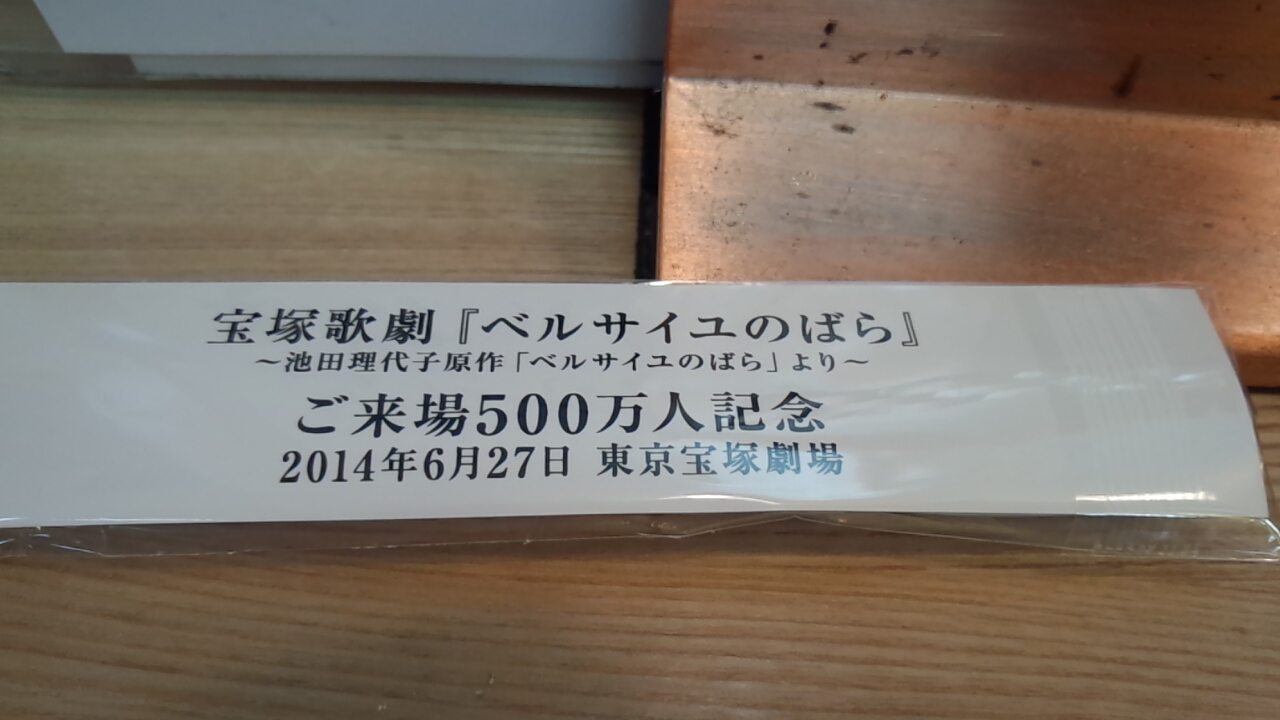 宝塚歌劇『ベルサイユのばら』
～池田理代子原作「ベルサイユのばら」より～
ご来場500万人記念
2014年6月27日 東京宝塚劇場